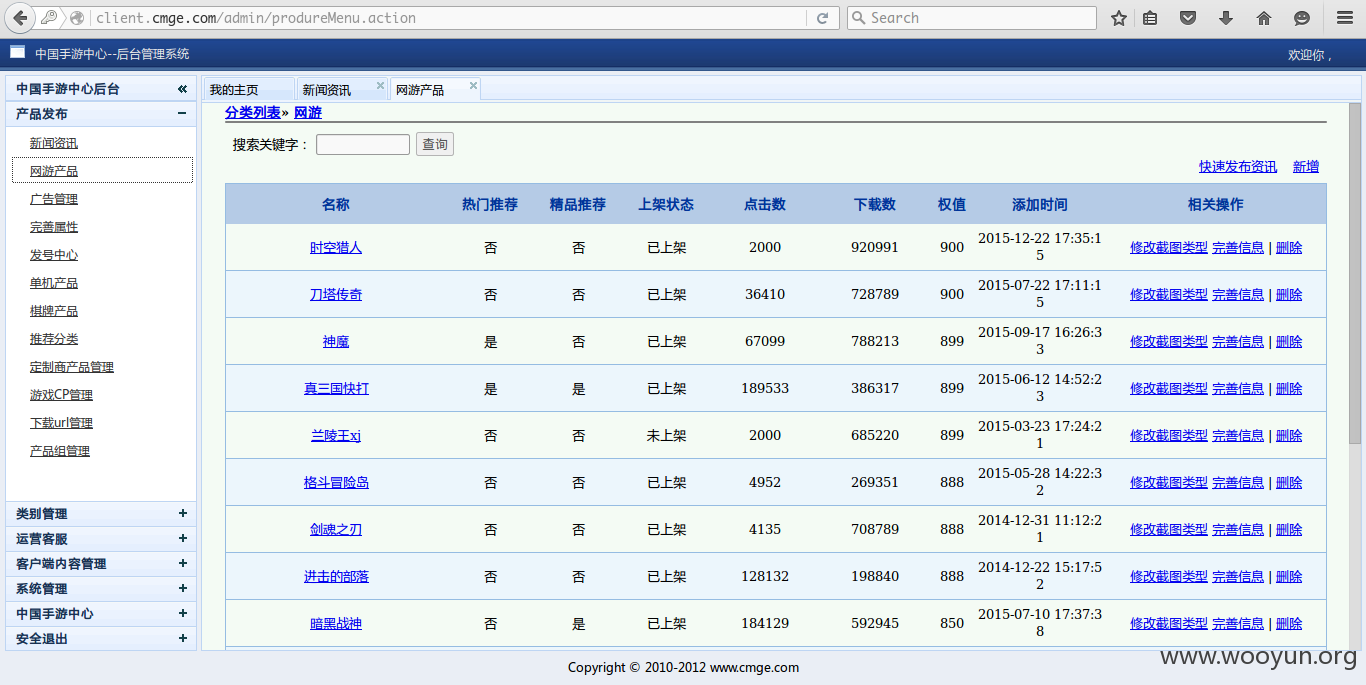 client.cmge.com/admin/produreMenu.action
Search
中国手游中心--后台管理系统
欢迎你，
中国手游中心后台
产品发布
新闻资讯
网游产品
广告管理
完善属性
发号中心
单机产品
棋牌产品
推荐分类
定制商产品管理
游戏CP管理
下载url管理
产品组管理
类别管理
运营客服
客户端内容管理
系统管理
中国手游中心
安全退出
我的主页 新闻资讯 网游产品
分类列表» 网游
搜索关键字： 查询
快速发布资讯 新增
名称 热门推荐 精品推荐 上架状态 点击数 下载数 权值 添加时间 相关操作
时空猎人 否 否 已上架 2000 920991 900 2015-12-22 17:35:1
5 修改截图类型 完善信息 | 删除
刀塔传奇 否 否 已上架 36410 728789 900 2015-07-22 17:11:1
5 修改截图类型 完善信息 | 删除
神魔 是 否 已上架 67099 788213 899 2015-09-17 16:26:3
3 修改截图类型 完善信息 | 删除
真三国快打 是 是 已上架 189533 386317 899 2015-06-12 14:52:2
3 修改截图类型 完善信息 | 删除
兰陵王xj 否 否 未上架 2000 685220 899 2015-03-23 17:24:2
1 修改截图类型 完善信息 | 删除
格斗冒险岛 否 否 已上架 4952 269351 888 2015-05-28 14:22:3
2 修改截图类型 完善信息 | 删除
剑魂之刃 否 否 已上架 4135 708789 888 2014-12-31 11:12:2
1 修改截图类型 完善信息 | 删除
进击的部落 否 否 已上架 128132 198840 888 2014-12-22 15:17:5
2 修改截图类型 完善信息 | 删除
暗黑战神 否 是 已上架 184129 592945 850 2015-07-10 17:37:3
8 修改截图类型 完善信息 | 删除
www.wooyun.org
Copyright © 2010-2012 www.cmge.com